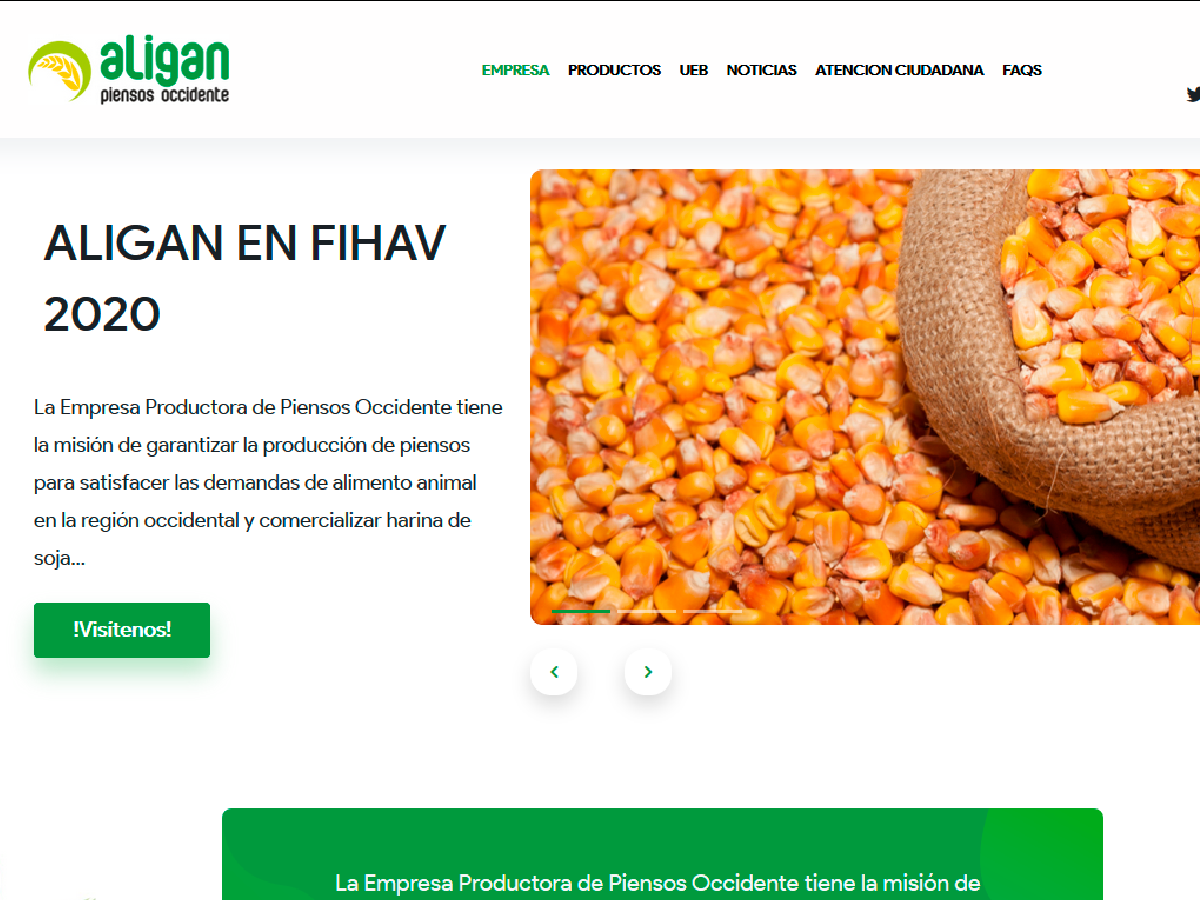 aligan
piensos occidente
EMPRESA PRODUCTOS UEB NOTICIAS ATENCION CIUDADANA FAQS
ALIGAN EN FIHAV
2020
La Empresa Productora de Piensos Occidente tiene
la misión de garantizar la producción de piensos
para satisfacer las demandas de alimento animal
en la región occidental y comercializar harina de
soja...
!Visítenos!
La Empresa Productora de Piensos Occidente tiene la misión de